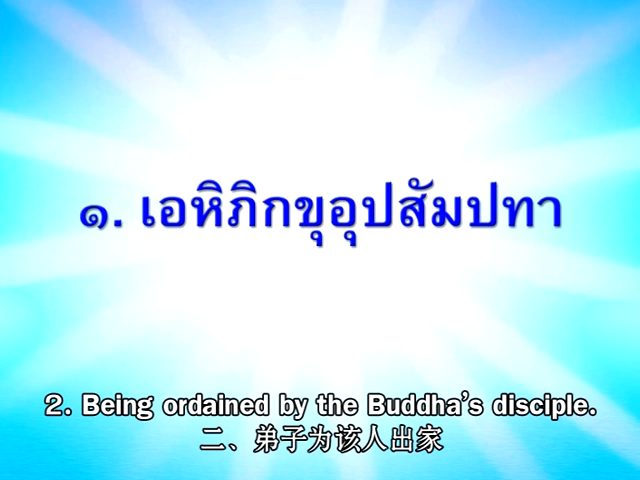 ๑. เอหิภิกขุอุปสัมปทา
2. Being ordained by the Buddha's disciple.
二、弟子为该人出家